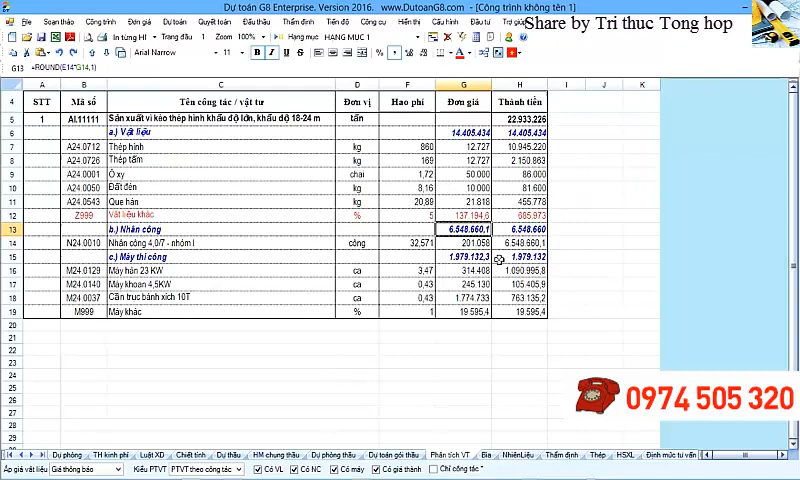 Dự toán G8 Enterprise. Version 2016. www.DutoanG8.com - [Công trình không tên 1]
File Soạn thảo Công trình Đơn giá Dự toán Quyết toán Đấu thầu Thẩm định Tiện ích Công cụ Hiển thị Trợ giúp
Share by Tri thuc Tong hop
In từng HM Trang đầu 1 Zoom 100% Hạng mục HẠNG MỤC 1
Arial Narrow 11 B I U
G13 =ROUND(E14*G14,1)
A B C D E F G H I J K
4 STT Mã số Tên công tác / vật tư Đơn vị Hao phí Đơn giá Thành tiền
5 1 AI.11111 Sản xuất vì kèo thép hình khẩu độ lớn, khẩu độ 18-24 m tấn 22.933.226
6 a.) Vật liệu 14.405.434 14.405.434
7 A24.0712 Thép hình kg 860 12.727 10.945.220
8 A24.0726 Thép tấm kg 169 12.727 2.150.863
9 A24.0001 Ô xy chai 1,72 50.000 86.000
10 A24.0050 Đất đèn kg 8,16 10.000 81.600
11 A24.0543 Que hàn kg 20,89 21.818 455.778
12 Z999 Vật liệu khác % 5 137.194,6 685.973
13 b.) Nhân công 6.548.660,1 6.548.660
14 N24.0010 Nhân công 4,0/7 - nhóm I công 32,571 201.058 6.548.660,1
15 c.) Máy thi công 1.979.132,3 1.979.132
16 M24.0129 Máy hàn 23 KW ca 3,47 314.408 1.090.995,8
17 M24.0140 Máy khoan 4,5KW ca 0,43 245.130 105.405,9
18 M24.0037 Cần trục bánh xích 10T ca 0,43 1.774.733 763.135,2
19 M999 Máy khác % 1 19.595,4 19.595,4
20
21
22
23
24
25
26
27
28
29
0974 505 320
Dự phòng TH kinh phí Luật XD Chiết tính Dự thầu HM chung thầu Dự phòng thầu Dự toán gói thầu Phân tích VT Bìa NhiênLiệu Thẩm định Thép HSXL Định mức tư vấn
Áp giá vật liệu Giá thông báo Kiểu PTVT PTVT theo công tác Có VL Có NC Có máy Có giá thành Chỉ công tác *